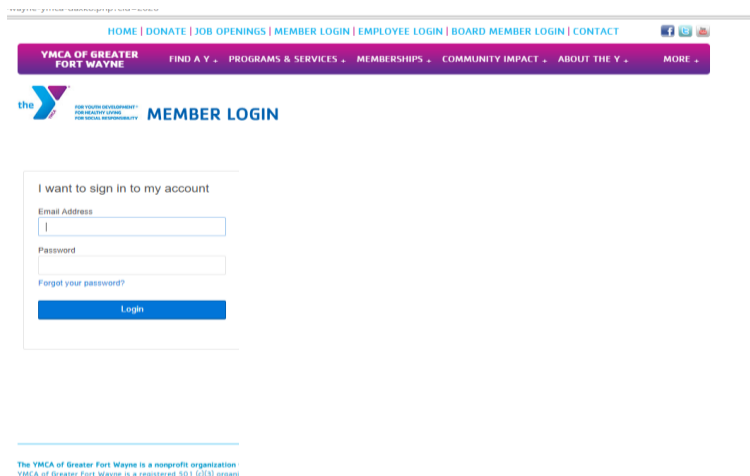 HOME | DONATE | JOB OPENINGS | MEMBER LOGIN | EMPLOYEE LOGIN | BOARD MEMBER LOGIN | CONTACT
YMCA OF GREATER
FORT WAYNE
FIND A Y + PROGRAMS & SERVICES + MEMBERSHIPS + COMMUNITY IMPACT + ABOUT THE Y + MORE +
the Y
YMCA
FOR YOUTH DEVELOPMENT®
FOR HEALTHY LIVING
FOR SOCIAL RESPONSIBILITY
MEMBER LOGIN
I want to sign in to my account
Email Address
Password
Forgot your password?
Login
The YMCA of Greater Fort Wayne is a nonprofit organization
YMCA of Greater Fort Wayne is a registered 501 (c)(3) organi